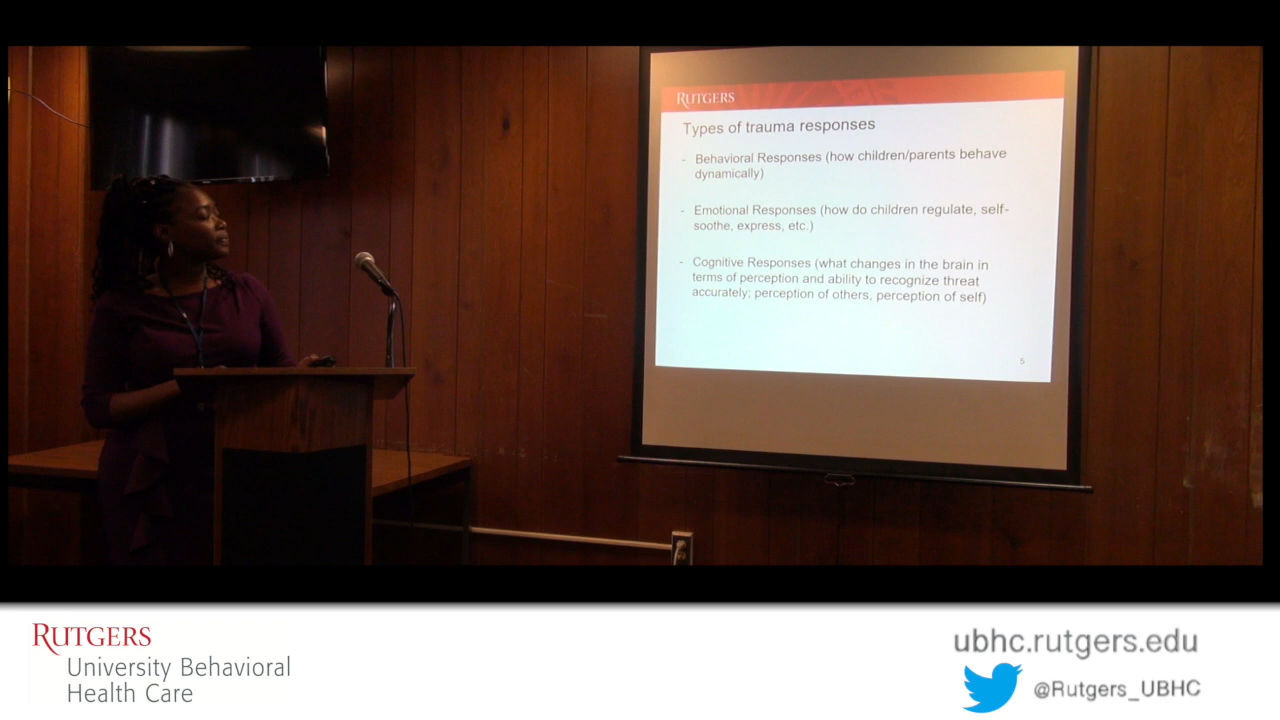 RUTGERS
Types of trauma responses
- Behavioral Responses (how children/parents behave
dynamically)
- Emotional Responses (how do children regulate, self-
soothe, express, etc.)
- Cognitive Responses (what changes in the brain in
terms of perception and ability to recognize threat
accurately; perception of others, perception of self)
5
RUTGERS
University Behavioral
Health Care
ubhc.rutgers.edu
@Rutgers_UBHC